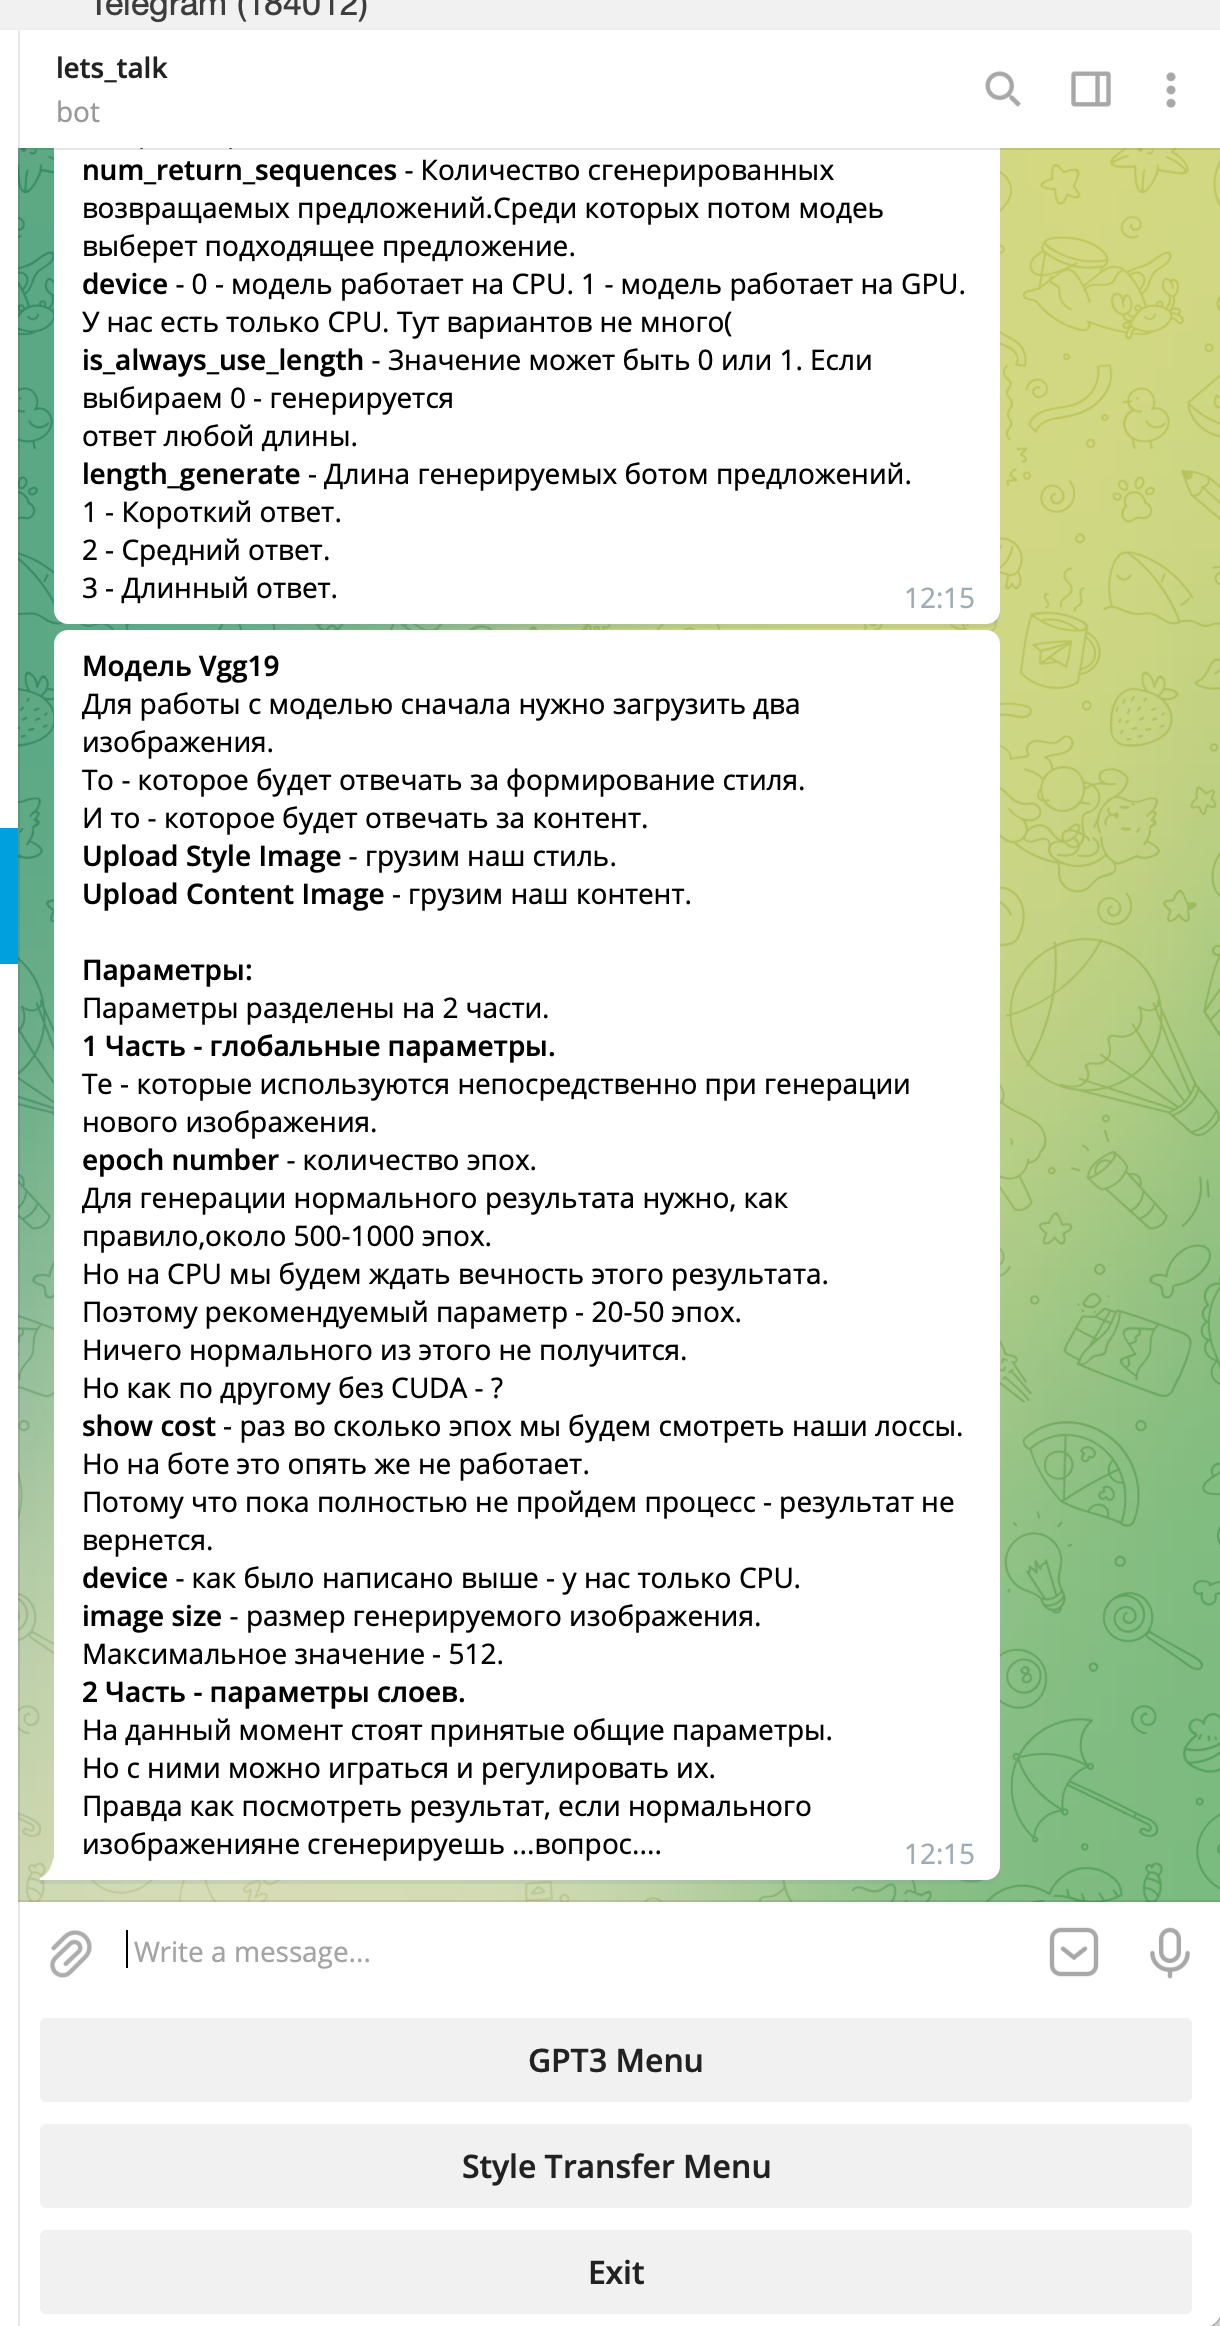 Telegram (184012)
lets_talk
bot
num_return_sequences - Количество сгенерированных
возвращаемых предложений.Среди которых потом модеь
выберет подходящее предложение.
device - 0 - модель работает на CPU. 1 - модель работает на GPU.
У нас есть только CPU. Тут вариантов не много(
is_always_use_length - Значение может быть 0 или 1. Если
выбираем 0 - генерируется
ответ любой длины.
length_generate - Длина генерируемых ботом предложений.
1 - Короткий ответ.
2 - Средний ответ.
3 - Длинный ответ.
12:15
Модель Vgg19
Для работы с моделью сначала нужно загрузить два
изображения.
То - которое будет отвечать за формирование стиля.
И то - которое будет отвечать за контент.
Upload Style Image - грузим наш стиль.
Upload Content Image - грузим наш контент.
Параметры:
Параметры разделены на 2 части.
1 Часть - глобальные параметры.
Те - которые используются непосредственно при генерации
нового изображения.
epoch number - количество эпох.
Для генерации нормального результата нужно, как
правило,около 500-1000 эпох.
Но на CPU мы будем ждать вечность этого результата.
Поэтому рекомендуемый параметр - 20-50 эпох.
Ничего нормального из этого не получится.
Но как по другому без CUDA - ?
show cost - раз во сколько эпох мы будем смотреть наши лоссы.
Но на боте это опять же не работает.
Потому что пока полностью не пройдем процесс - результат не
вернется.
device - как было написано выше - у нас только CPU.
image size - размер генерируемого изображения.
Максимальное значение - 512.
2 Часть - параметры слоев.
На данный момент стоят принятые общие параметры.
Но с ними можно играться и регулировать их.
Правда как посмотреть результат, если нормального
изображенияне сгенерируешь ...вопрос....
12:15
Write a message...
GPT3 Menu
Style Transfer Menu
Exit